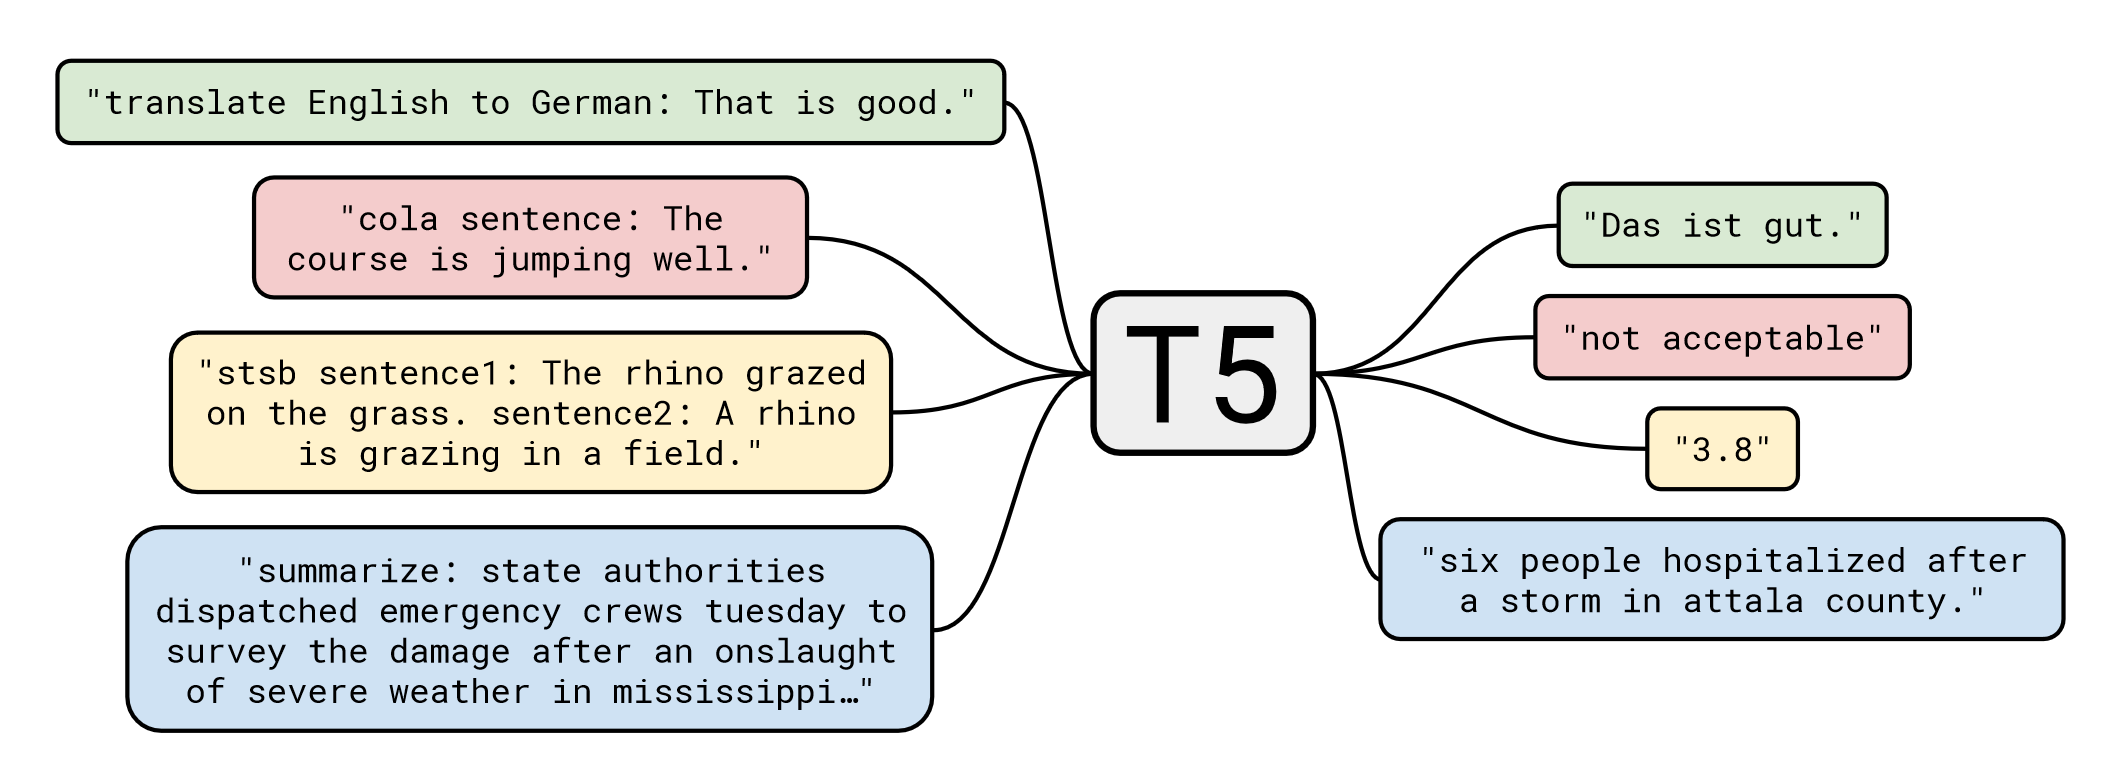 "translate English to German: That is good."
"cola sentence: The
course is jumping well."
"stsb sentence1: The rhino grazed
on the grass. sentence2: A rhino
is grazing in a field."
"summarize: state authorities
dispatched emergency crews tuesday to
survey the damage after an onslaught
of severe weather in mississippi…"
T5
"Das ist gut."
"not acceptable"
"3.8"
"six people hospitalized after
a storm in attala county."